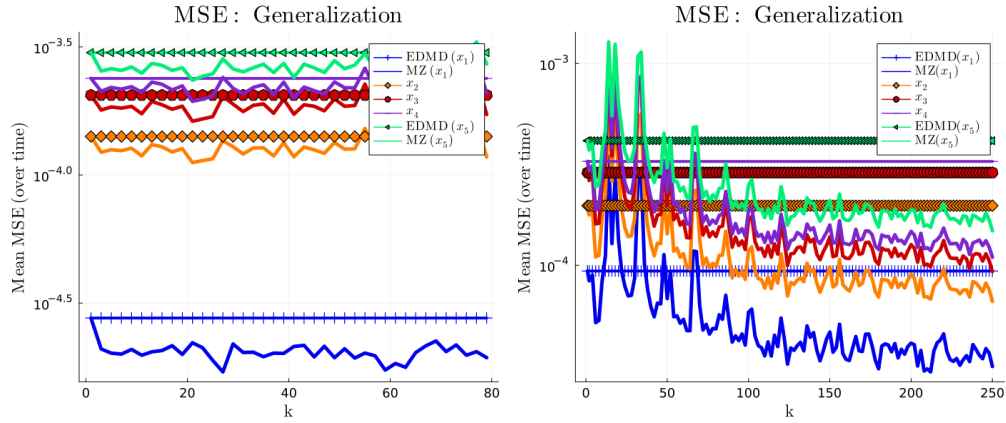 MSE: Generalization
Mean MSE (over time)
10^-3.5
10^-4.0
10^-4.5
0
20
40
60
80
k
EDMD(x_1)
MZ(x_1)
x_2
x_3
x_4
EDMD(x_5)
MZ(x_5)
MSE: Generalization
Mean MSE (over time)
10^-3
10^-4
0
50
100
150
200
250
k
EDMD(x_1)
MZ(x_1)
x_2
x_3
x_4
EDMD(x_5)
MZ(x_5)